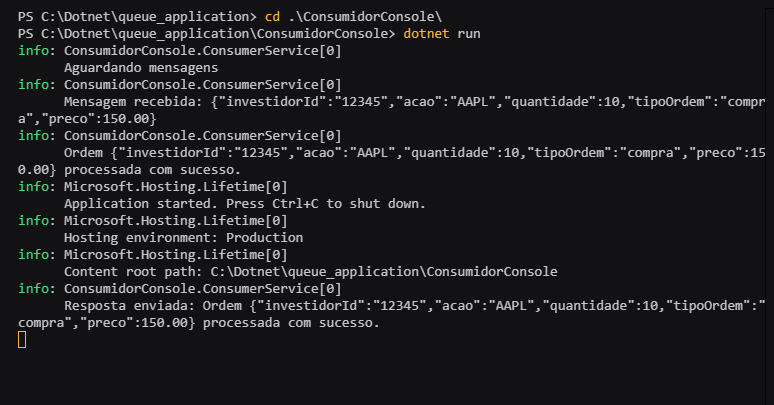 PS C:\Dotnet\queue_application> cd .\ConsumidorConsole\
PS C:\Dotnet\queue_application\ConsumidorConsole> dotnet run
info: ConsumidorConsole.ConsumerService[0]
      Aguardando mensagens
info: ConsumidorConsole.ConsumerService[0]
      Mensagem recebida: {"investidorId":"12345","acao":"AAPL","quantidade":10,"tipoOrdem":"compr
a","preco":150.00}
info: ConsumidorConsole.ConsumerService[0]
      Ordem {"investidorId":"12345","acao":"AAPL","quantidade":10,"tipoOrdem":"compra","preco":15
0.00} processada com sucesso.
info: Microsoft.Hosting.Lifetime[0]
      Application started. Press Ctrl+C to shut down.
info: Microsoft.Hosting.Lifetime[0]
      Hosting environment: Production
info: Microsoft.Hosting.Lifetime[0]
      Content root path: C:\Dotnet\queue_application\ConsumidorConsole
info: ConsumidorConsole.ConsumerService[0]
      Resposta enviada: Ordem {"investidorId":"12345","acao":"AAPL","quantidade":10,"tipoOrdem":"
compra","preco":150.00} processada com sucesso.